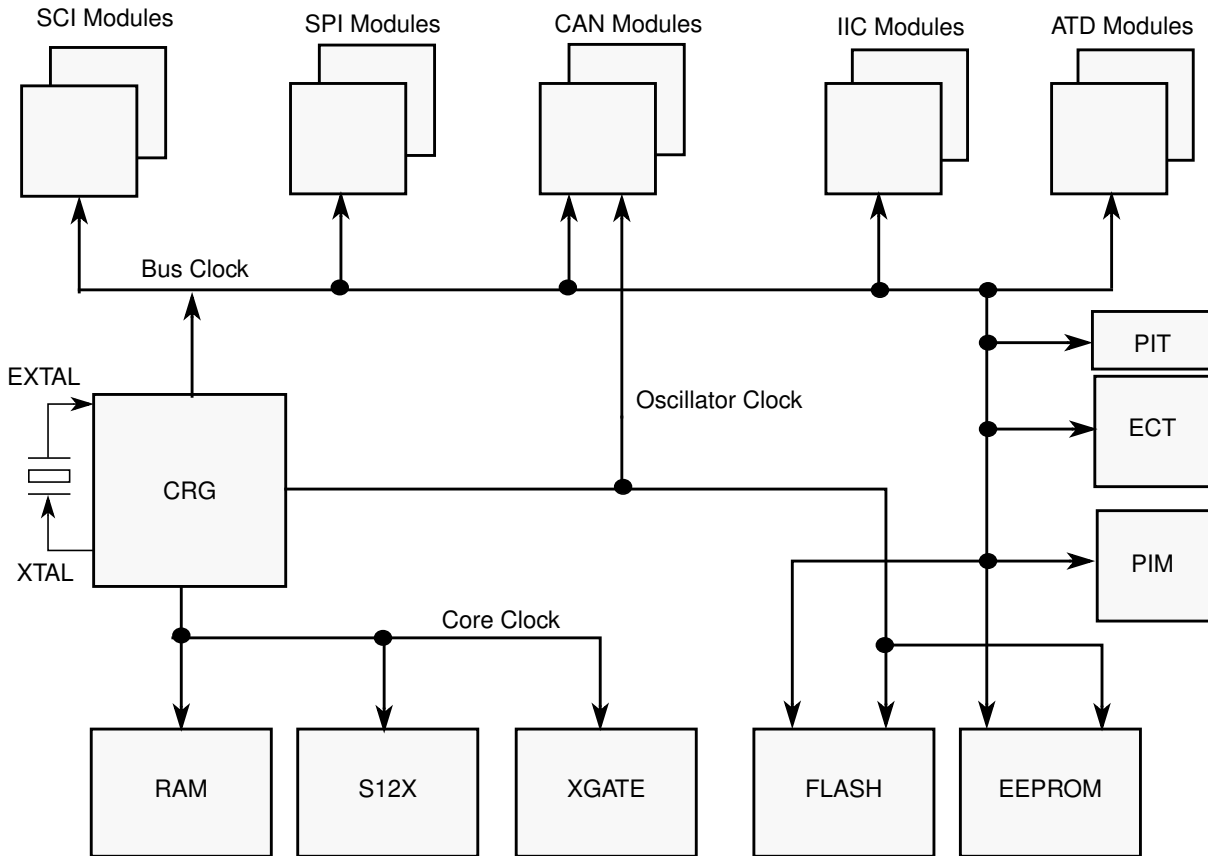 SCI Modules
SPI Modules
CAN Modules
IIC Modules
ATD Modules
Bus Clock
PIT
EXTAL
Oscillator Clock
ECT
CRG
PIM
XTAL
Core Clock
RAM
S12X
XGATE
FLASH
EEPROM